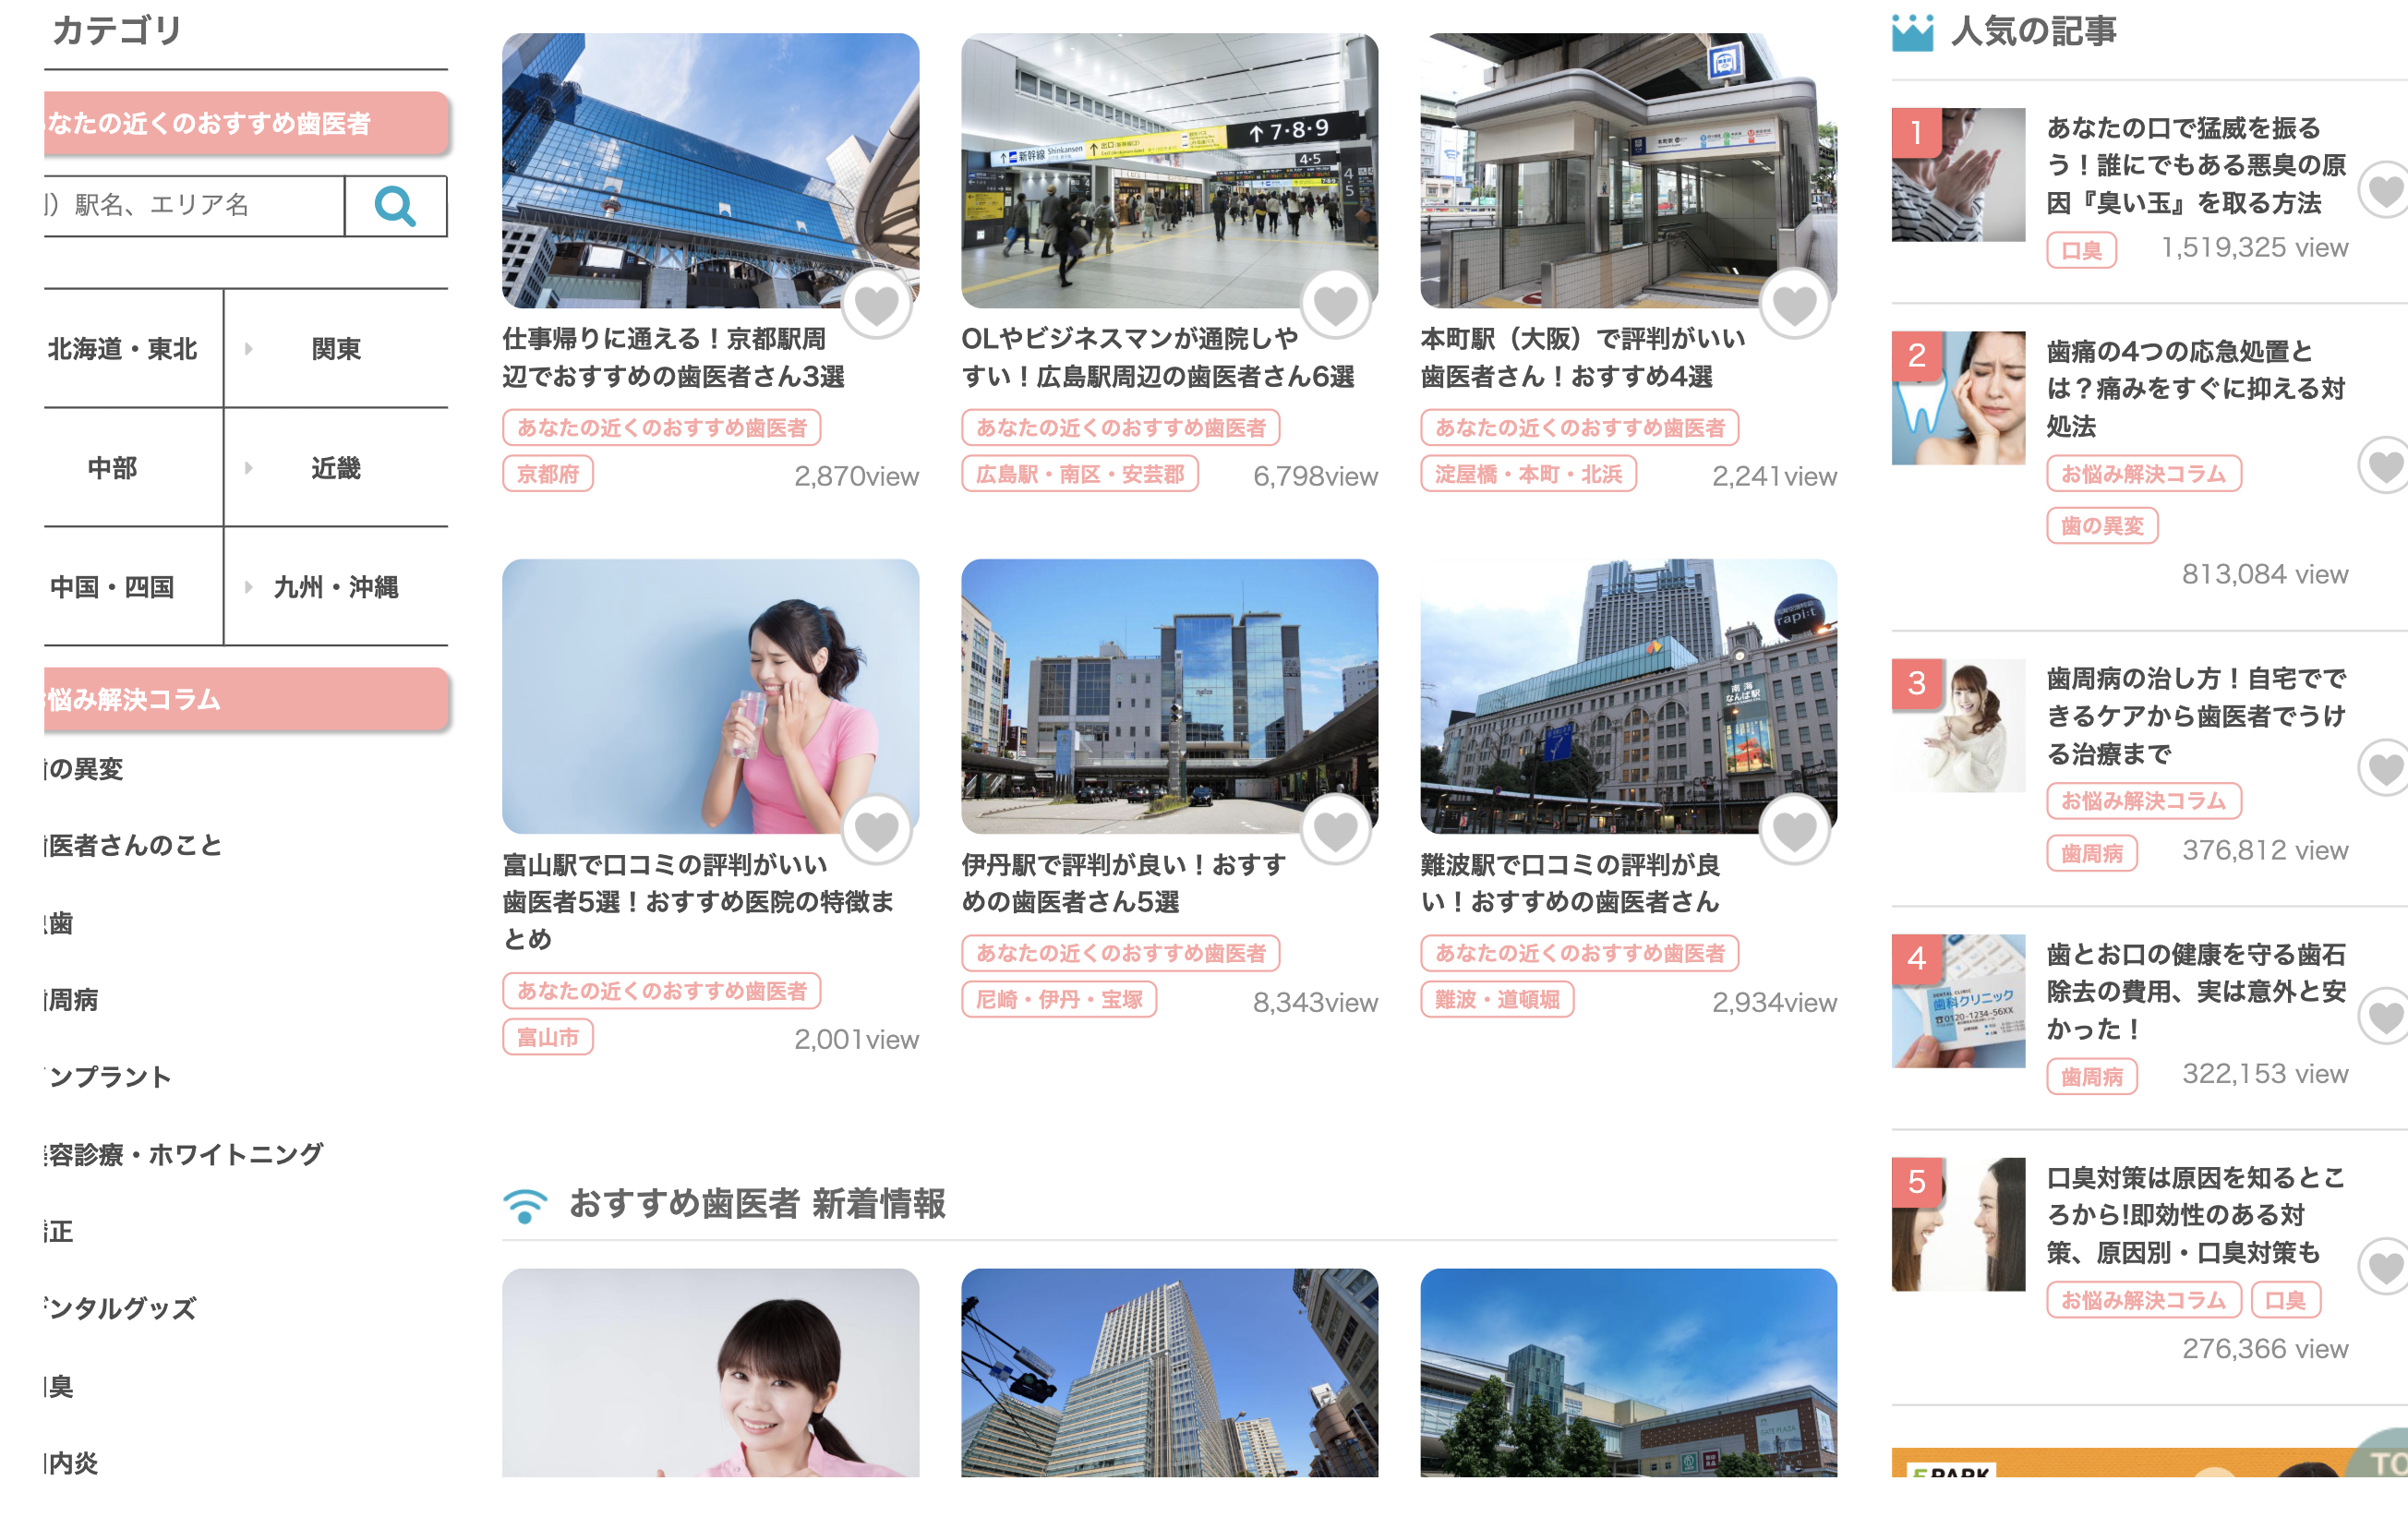 カテゴリ
なたの近くのおすすめ歯医者
）駅名、エリア名
北海道・東北
関東
中部
近畿
中国・四国
九州・沖縄
悩み解決コラム
の異変
医者さんのこと
歯
周病
ンプラント
容診療・ホワイトニング
正
ンタルグッズ
臭
内炎
新幹線 Shinkansen
出口
7・8・9
4・5
仕事帰りに通える！京都駅周
辺でおすすめの歯医者さん3選
あなたの近くのおすすめ歯医者
京都府
2,870view
OLやビジネスマンが通院しや
すい！広島駅周辺の歯医者さん6選
あなたの近くのおすすめ歯医者
広島駅・南区・安芸郡
6,798view
本町駅（大阪）で評判がいい
歯医者さん！おすすめ4選
あなたの近くのおすすめ歯医者
淀屋橋・本町・北浜
2,241view
富山駅で口コミの評判がいい
歯医者5選！おすすめ医院の特徴ま
とめ
あなたの近くのおすすめ歯医者
富山市
2,001view
伊丹駅で評判が良い！おすす
めの歯医者さん5選
あなたの近くのおすすめ歯医者
尼崎・伊丹・宝塚
8,343view
rapi:t
南海
なんば駅
難波駅で口コミの評判が良
い！おすすめの歯医者さん
あなたの近くのおすすめ歯医者
難波・道頓堀
2,934view
おすすめ歯医者 新着情報
人気の記事
1
あなたの口で猛威を振る
う！誰にでもある悪臭の原
因『臭い玉』を取る方法
口臭
1,519,325 view
2
歯痛の4つの応急処置と
は？痛みをすぐに抑える対
処法
お悩み解決コラム
歯の異変
813,084 view
3
歯周病の治し方！自宅でで
きるケアから歯医者でうけ
る治療まで
お悩み解決コラム
歯周病
376,812 view
4
歯科クリニック
0120-1234-56XX
歯とお口の健康を守る歯石
除去の費用、実は意外と安
かった！
歯周病
322,153 view
5
口臭対策は原因を知るとこ
ろから!即効性のある対
策、原因別・口臭対策も
お悩み解決コラム
口臭
276,366 view
EPARK
TO